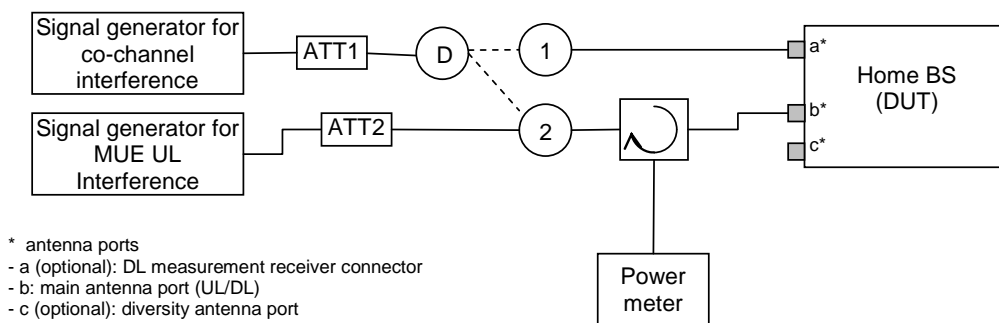 Signal generator for
co-channel
interference
ATT1
D
1
a*
Home BS
(DUT)
Signal generator for
MUE UL
Interference
ATT2
2
b*
c*
Power
meter
* antenna ports
- a (optional): DL measurement receiver connector
- b: main antenna port (UL/DL)
- c (optional): diversity antenna port